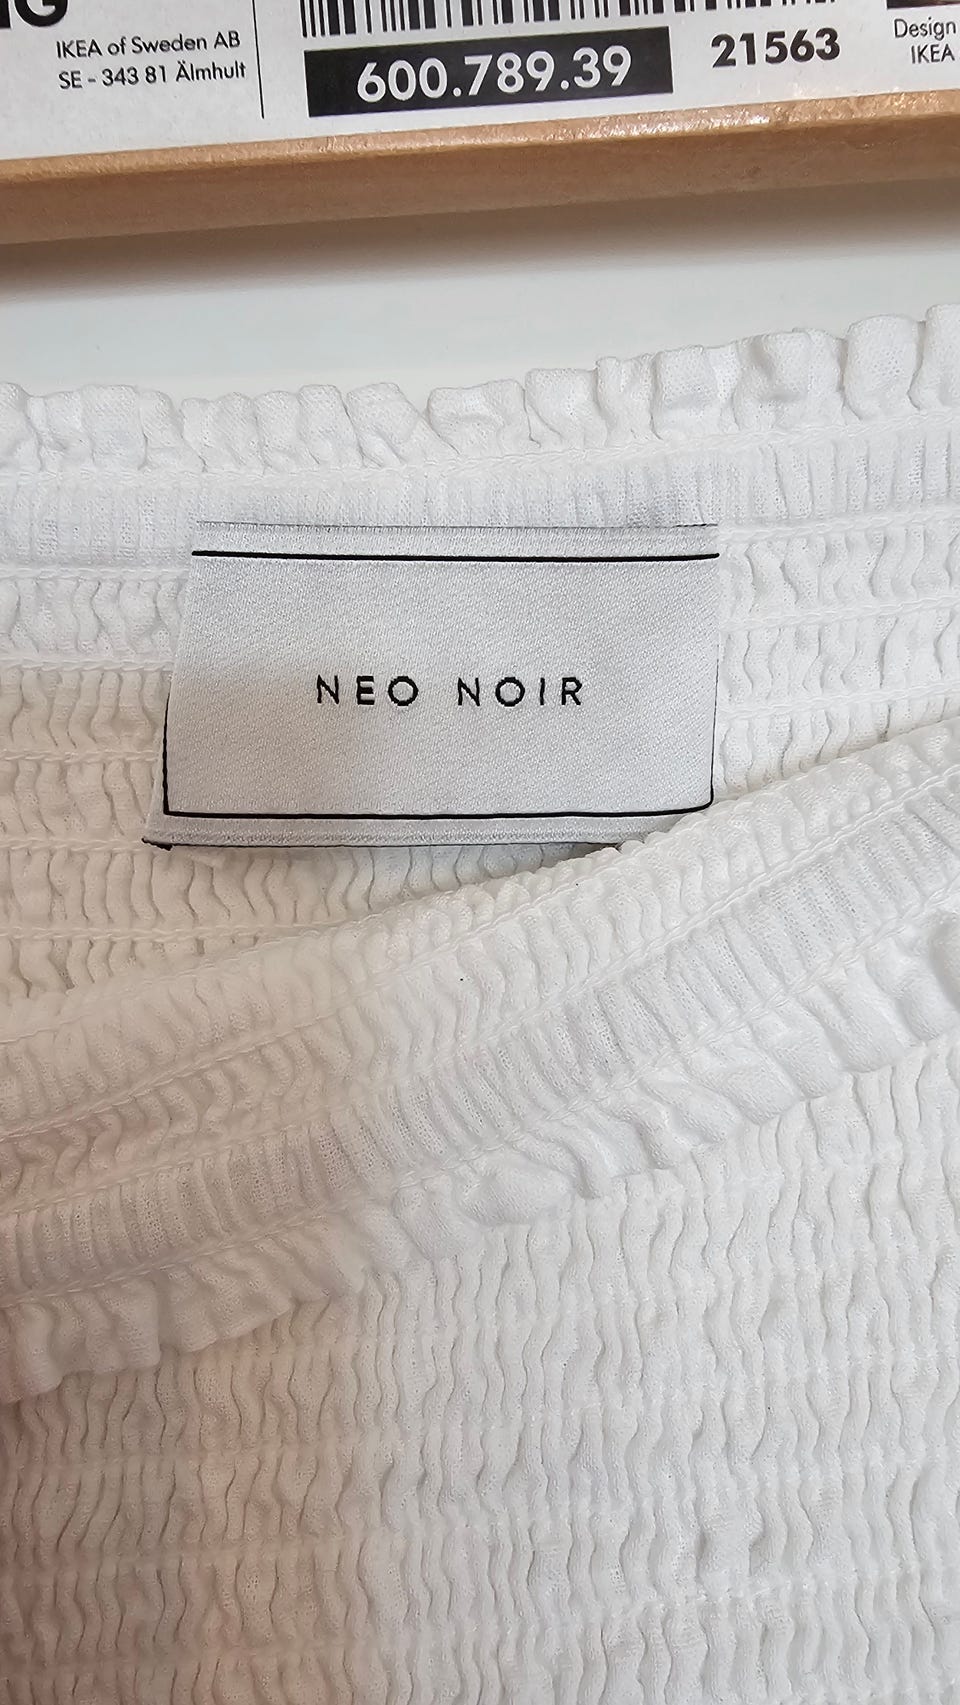 IKEA of Sweden AB
SE - 343 81 Älmhult
600.789.39
21563
Design
IKEA
NEO NOIR